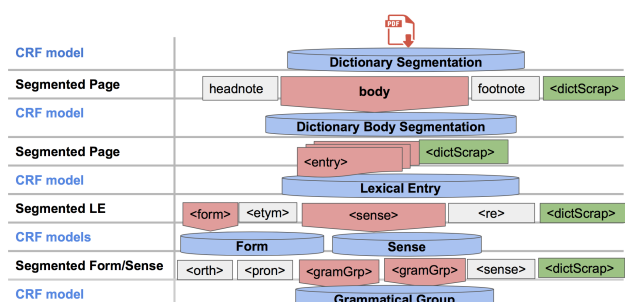 PDF
CRF model
Dictionary Segmentation
Segmented Page headnote body footnote <dictScrap>
CRF model
Dictionary Body Segmentation
Segmented Page <entry> <dictScrap>
CRF model
Lexical Entry
Segmented LE <form> <etym> <sense> <re> <dictScrap>
CRF models
Form Sense
Segmented Form/Sense <orth> <pron> <gramGrp> <gramGrp> <sense> <dictScrap>
CRF model
Grammatical Group